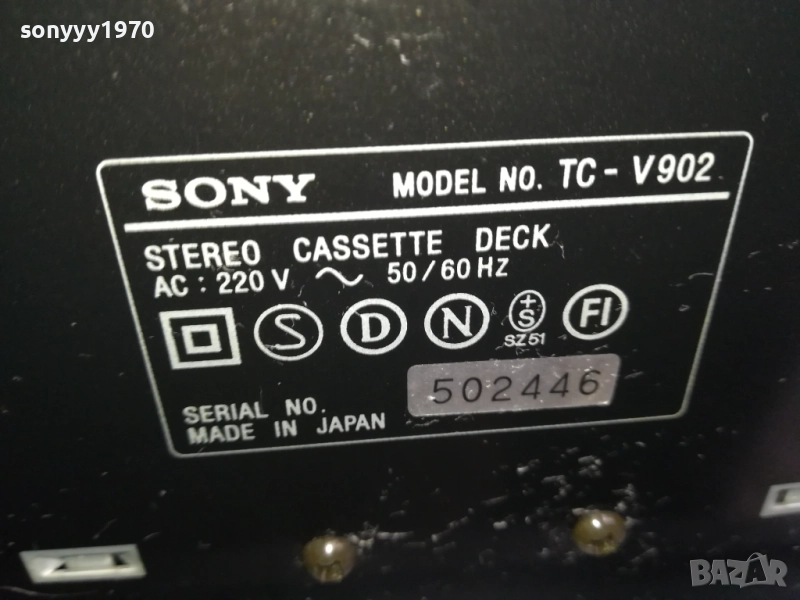 sonyyy1970
SONY MODEL NO. TC - V902
STEREO CASSETTE DECK
AC : 220 V ~ 50 / 60 HZ
S D N +S FI
SZ51
SERIAL NO. 502446
MADE IN JAPAN
BAZAR